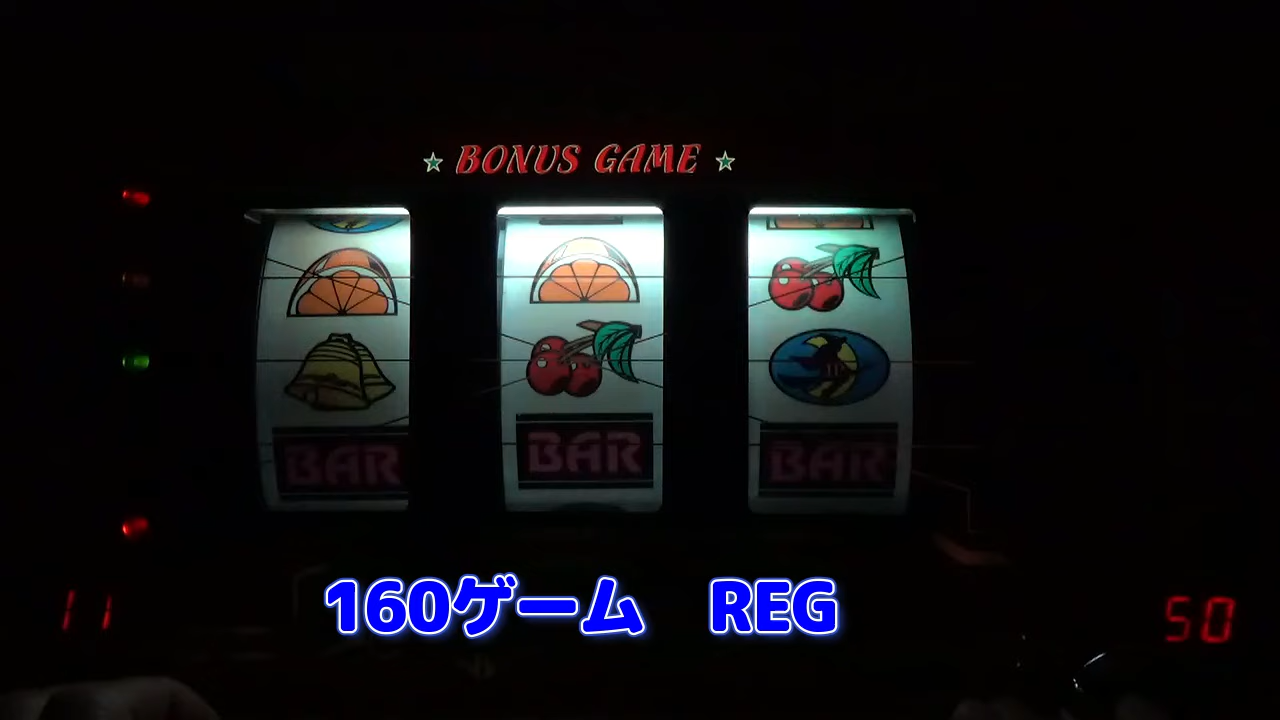 ☆ BONUS GAME ☆
BAR BAR BAR
11
160ゲーム REG
50